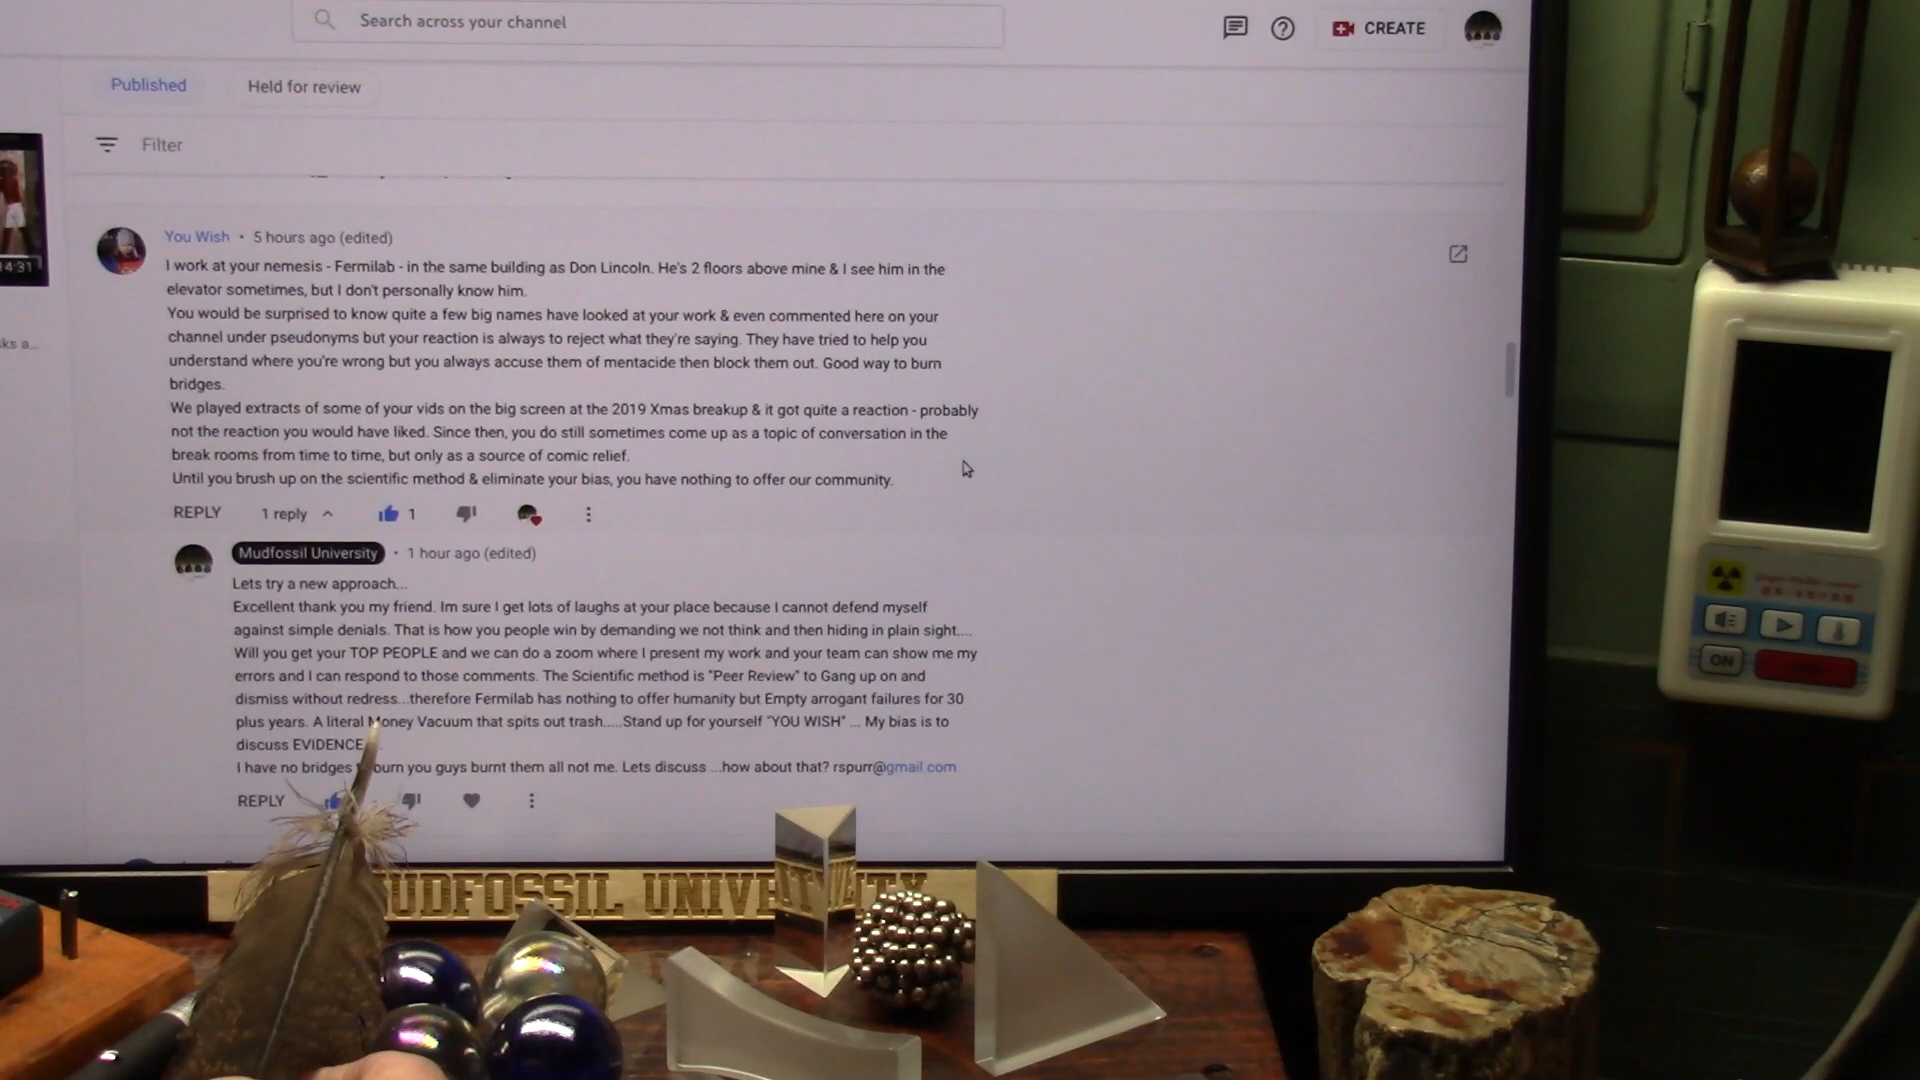 Search across your channel
CREATE
Published
Held for review
Filter
14:31
ks a...
You Wish • 5 hours ago (edited)
I work at your nemesis - Fermilab - in the same building as Don Lincoln. He's 2 floors above mine & I see him in the
elevator sometimes, but I don't personally know him.
You would be surprised to know quite a few big names have looked at your work & even commented here on your
channel under pseudonyms but your reaction is always to reject what they're saying. They have tried to help you
understand where you're wrong but you always accuse them of mentacide then block them out. Good way to burn
bridges.
We played extracts of some of your vids on the big screen at the 2019 Xmas breakup & it got quite a reaction - probably
not the reaction you would have liked. Since then, you do still sometimes come up as a topic of conversation in the
break rooms from time to time, but only as a source of comic relief.
Until you brush up on the scientific method & eliminate your bias, you have nothing to offer our community.
REPLY 1 reply 1
Mudfossil University • 1 hour ago (edited)
Lets try a new approach...
Excellent thank you my friend. Im sure I get lots of laughs at your place because I cannot defend myself
against simple denials. That is how you people win by demanding we not think and then hiding in plain sight....
Will you get your TOP PEOPLE and we can do a zoom where I present my work and your team can show me my
errors and I can respond to those comments. The Scientific method is "Peer Review" to Gang up on and
dismiss without redress...therefore Fermilab has nothing to offer humanity but Empty arrogant failures for 30
plus years. A literal Money Vacuum that spits out trash.....Stand up for yourself "YOU WISH" ... My bias is to
discuss EVIDENCE
I have no bridges burn you guys burnt them all not me. Lets discuss ...how about that? rspurr@gmail.com
REPLY
UDFOSSIL
ON